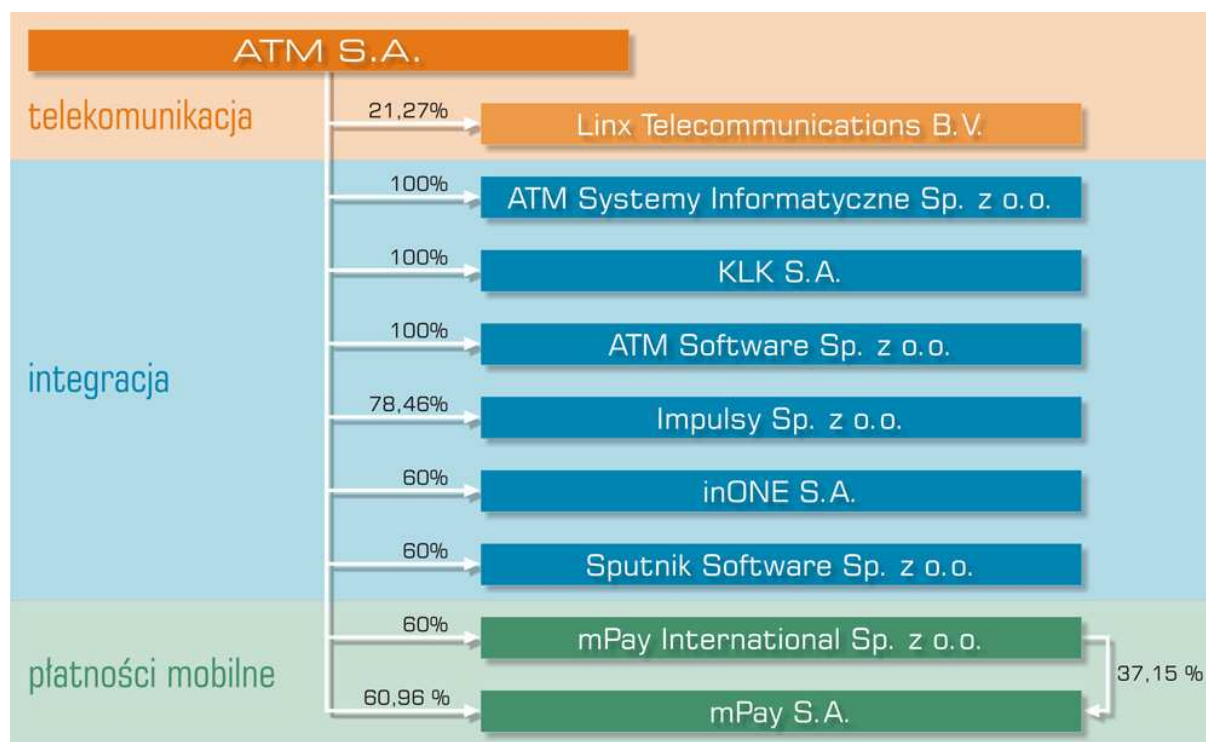 ATM S.A.
telekomunikacja
21,27%
Linx Telecommunications B.V.
100%
ATM Systemy Informatyczne Sp. z o.o.
100%
KLK S.A.
100%
ATM Software Sp. z o.o.
integracja
78,46%
Impulsy Sp. z o.o.
60%
inONE S.A.
60%
Sputnik Software Sp. z o.o.
60%
mPay International Sp. z o.o.
37,15 %
płatności mobilne
60,96 %
mPay S.A.